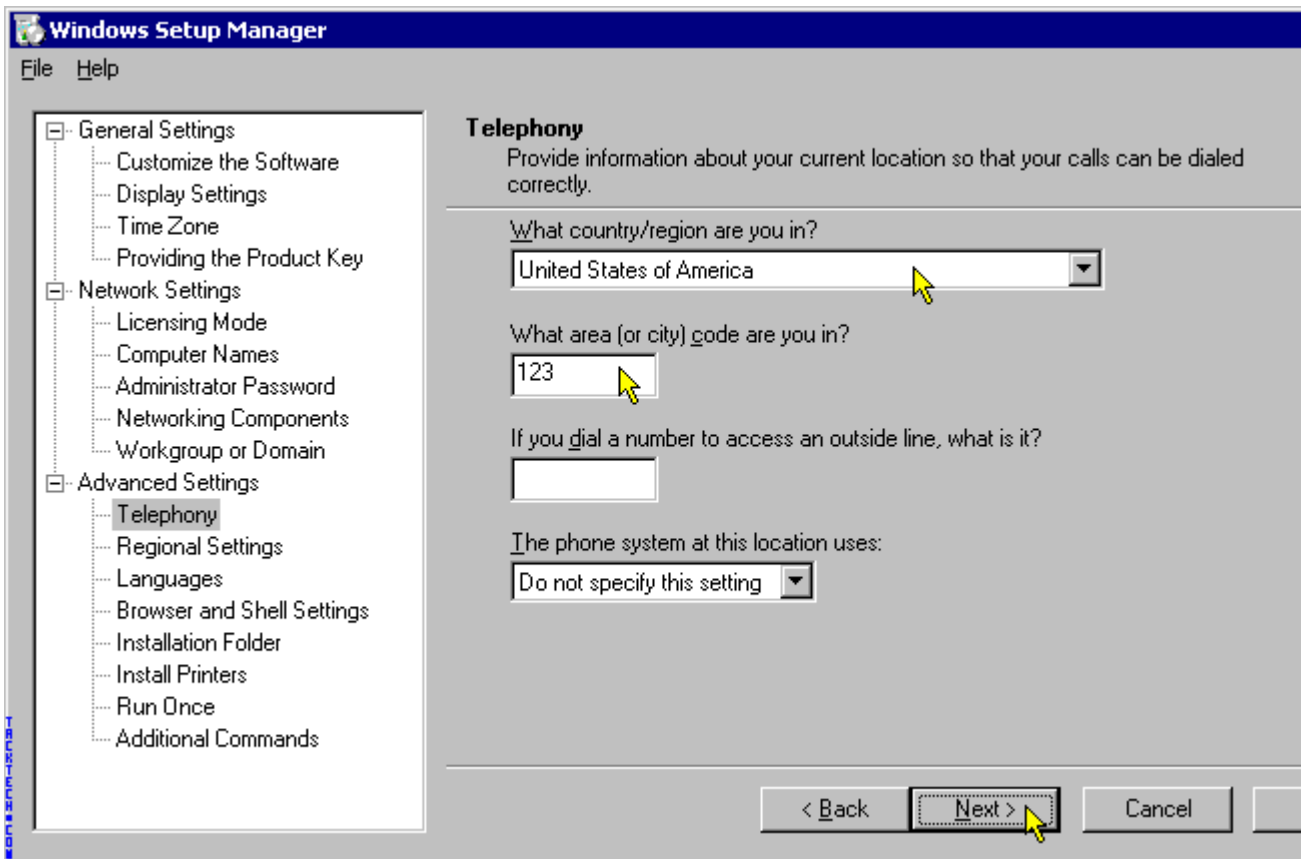 Windows Setup Manager
File Help
General Settings
Customize the Software
Display Settings
Time Zone
Providing the Product Key
Network Settings
Licensing Mode
Computer Names
Administrator Password
Networking Components
Workgroup or Domain
Advanced Settings
Telephony
Regional Settings
Languages
Browser and Shell Settings
Installation Folder
Install Printers
Run Once
Additional Commands
Telephony
Provide information about your current location so that your calls can be dialed
correctly.
What country/region are you in?
United States of America
What area (or city) code are you in?
123
If you dial a number to access an outside line, what is it?
The phone system at this location uses:
Do not specify this setting
< Back Next > Cancel
TACKTECH.COM